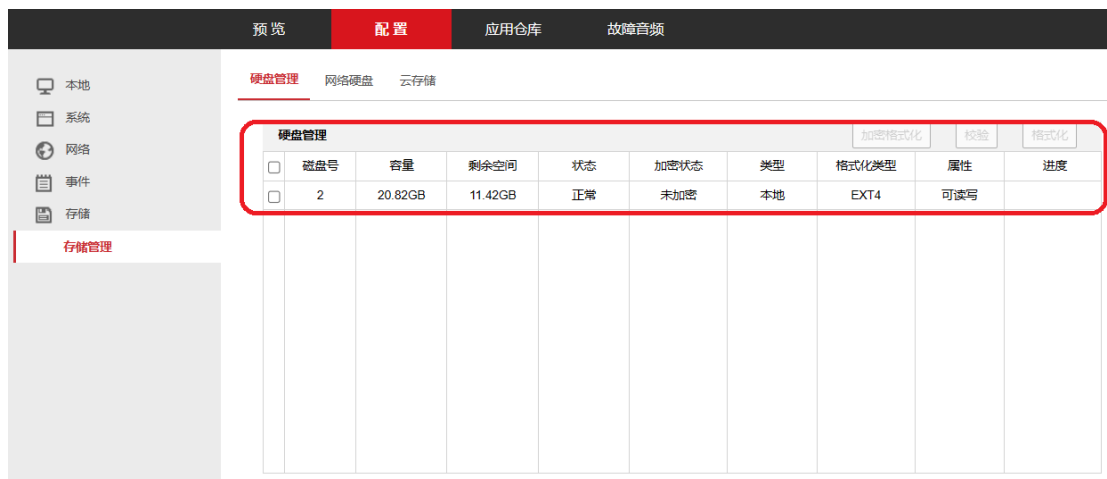 预览 配置 应用仓库 故障音频
本地
系统
网络
事件
存储
存储管理
硬盘管理 网络硬盘 云存储
硬盘管理 加密格式化 校验 格式化
磁盘号 容量 剩余空间 状态 加密状态 类型 格式化类型 属性 进度
2 20.82GB 11.42GB 正常 未加密 本地 EXT4 可读写